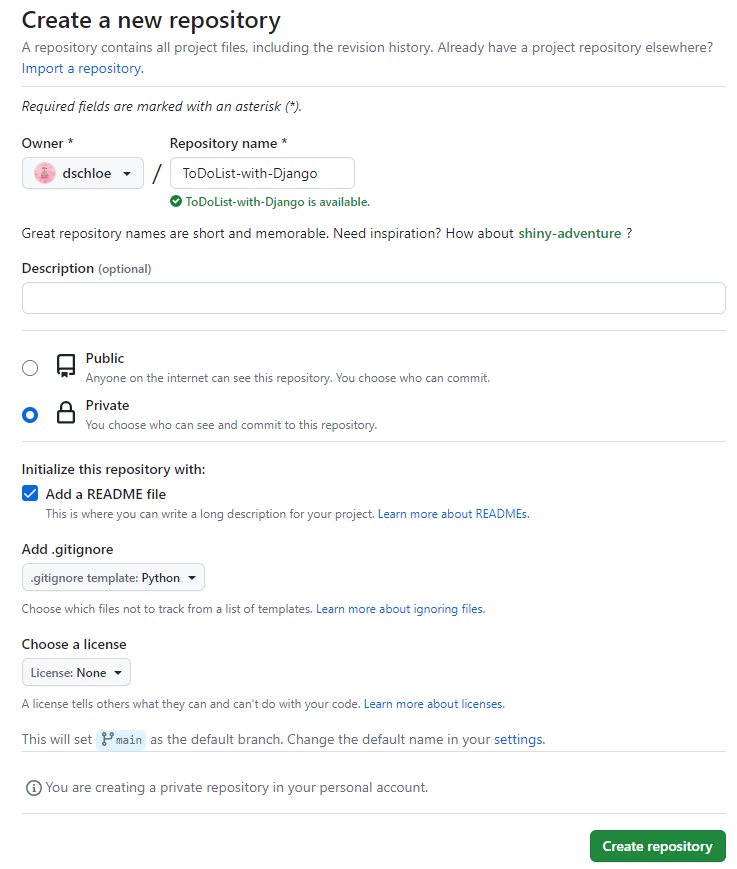 Create a new repository
A repository contains all project files, including the revision history. Already have a project repository elsewhere?
Import a repository.
Required fields are marked with an asterisk (*).
Owner * Repository name *
dschloe / ToDoList-with-Django
ToDoList-with-Django is available.
Great repository names are short and memorable. Need inspiration? How about shiny-adventure ?
Description (optional)
Public
Anyone on the internet can see this repository. You choose who can commit.
Private
You choose who can see and commit to this repository.
Initialize this repository with:
Add a README file
This is where you can write a long description for your project. Learn more about READMEs.
Add .gitignore
.gitignore template: Python
Choose which files not to track from a list of templates. Learn more about ignoring files.
Choose a license
License: None
A license tells others what they can and can't do with your code. Learn more about licenses.
This will set main as the default branch. Change the default name in your settings.
You are creating a private repository in your personal account.
Create repository